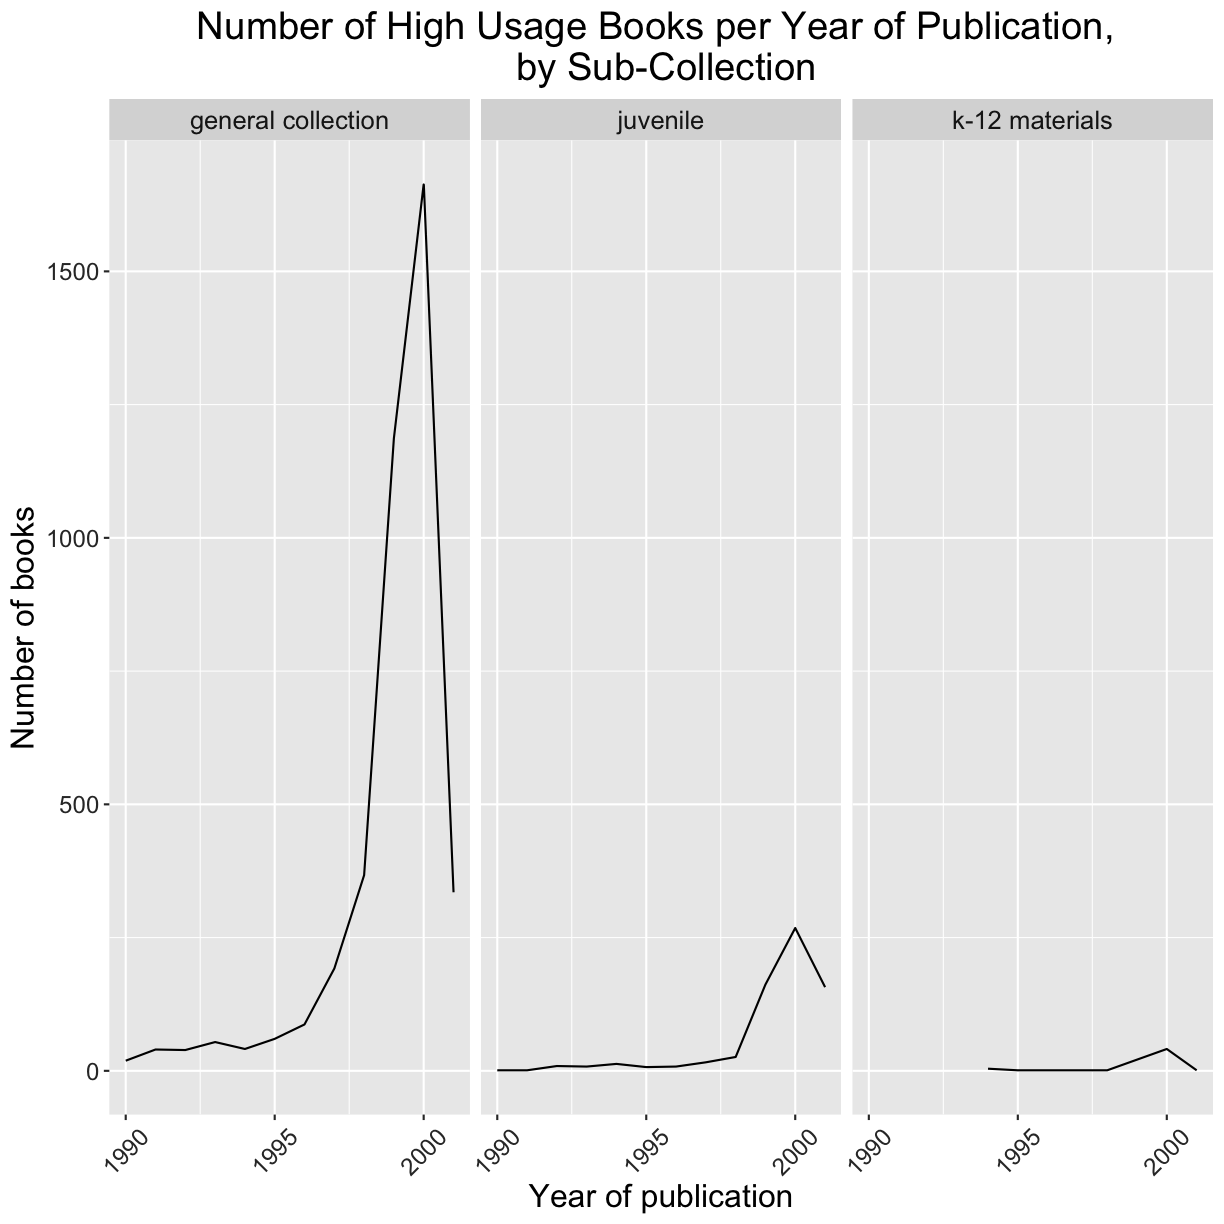 Number of High Usage Books per Year of Publication,
by Sub-Collection
general collection
juvenile
k-12 materials
Number of books
1500
1000
500
0
1990
1995
2000
1990
1995
2000
1990
1995
2000
Year of publication